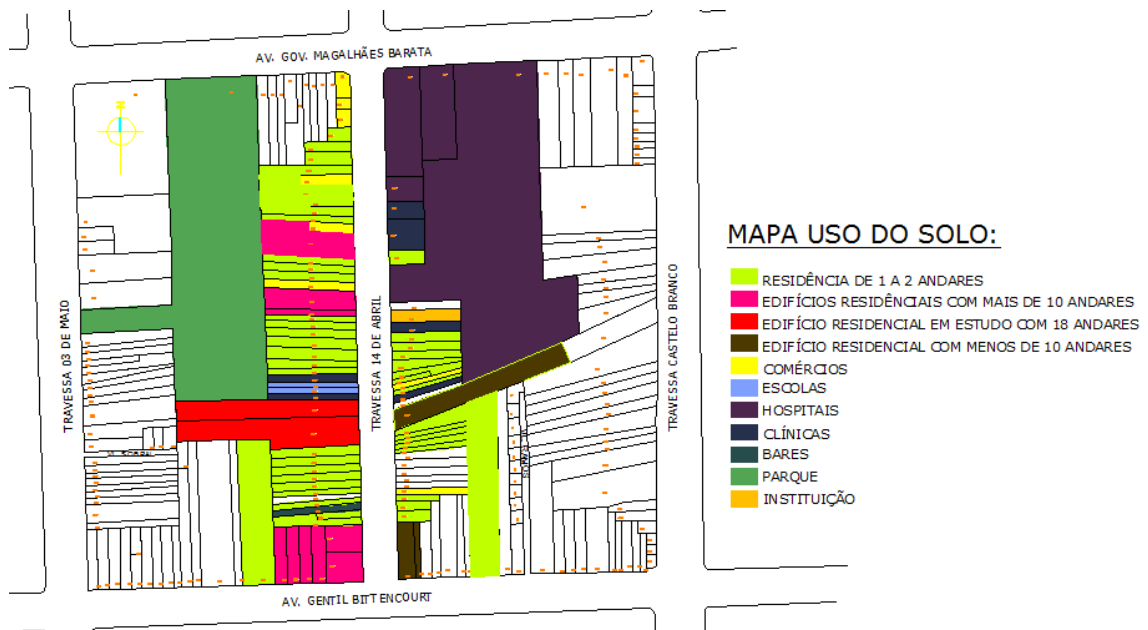 AV. GOV. MAGALHÃES BARATA
N
TRAVESSA 03 DE MAIO
TRAVESSA 14 DE ABRIL
TRAVESSA CASTELO BRANCO
AV. GENTIL BITTENCOURT
MAPA USO DO SOLO:
RESIDÊNCIA DE 1 A 2 ANDARES
EDIFÍCIOS RESIDÊNCIAIS COM MAIS DE 10 ANDARES
EDIFÍCIO RESIDENCIAL EM ESTUDO COM 18 ANDARES
EDIFÍCIO RESIDENCIAL COM MENOS DE 10 ANDARES
COMÉRCIOS
ESCOLAS
HOSPITAIS
CLÍNICAS
BARES
PARQUE
INSTITUIÇÃO